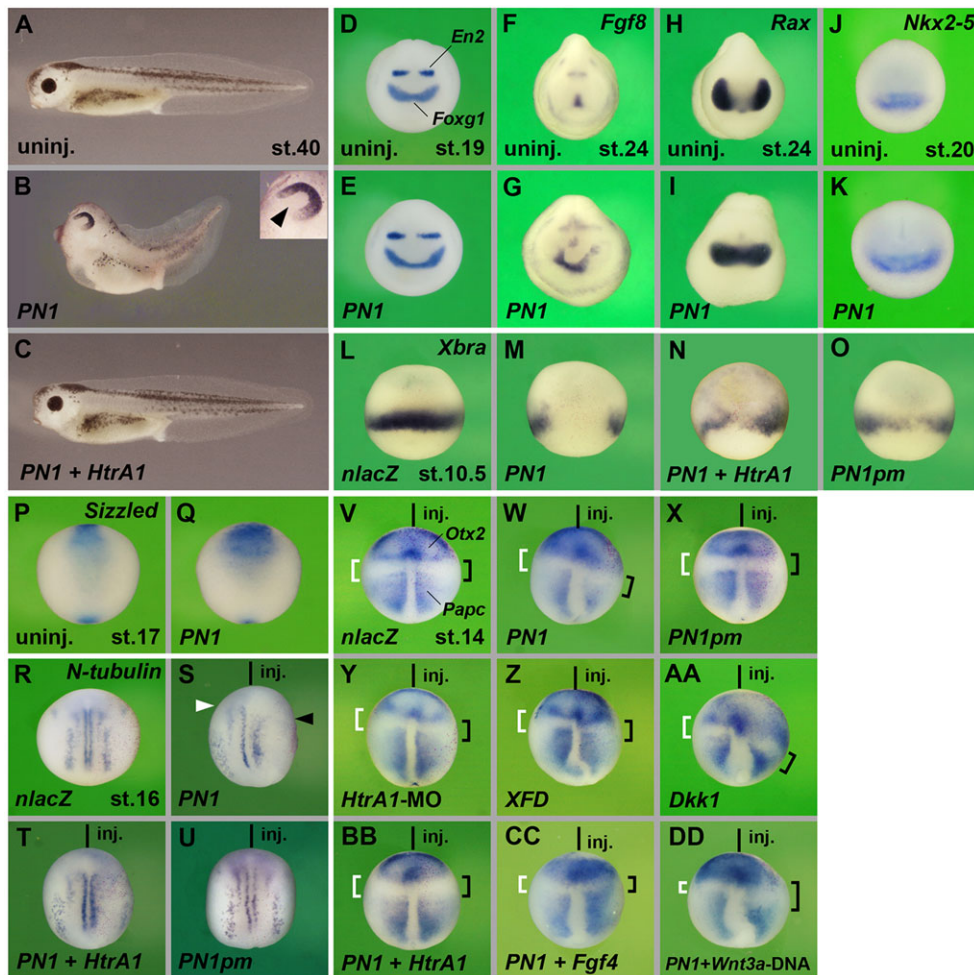 A
uninj.
st.40
D
En2
Foxg1
uninj.
st.19
F
Fgf8
uninj.
st.24
H
Rax
uninj.
st.24
J
Nkx2-5
uninj.
st.20
B
PN1
E
PN1
G
PN1
I
PN1
K
PN1
C
PN1 + HtrA1
L
Xbra
nlacZ
st.10.5
M
PN1
N
PN1 + HtrA1
O
PN1pm
P
Sizzled
uninj.
st.17
Q
PN1
V
inj.
Otx2
Papc
nlacZ
st.14
W
inj.
PN1
X
inj.
PN1pm
R
N-tubulin
nlacZ
st.16
S
inj.
PN1
Y
inj.
HtrA1-MO
Z
inj.
XFD
AA
inj.
Dkk1
T
inj.
PN1 + HtrA1
U
inj.
PN1pm
BB
inj.
PN1 + HtrA1
CC
inj.
PN1 + Fgf4
DD
inj.
PN1+Wnt3a-DNA